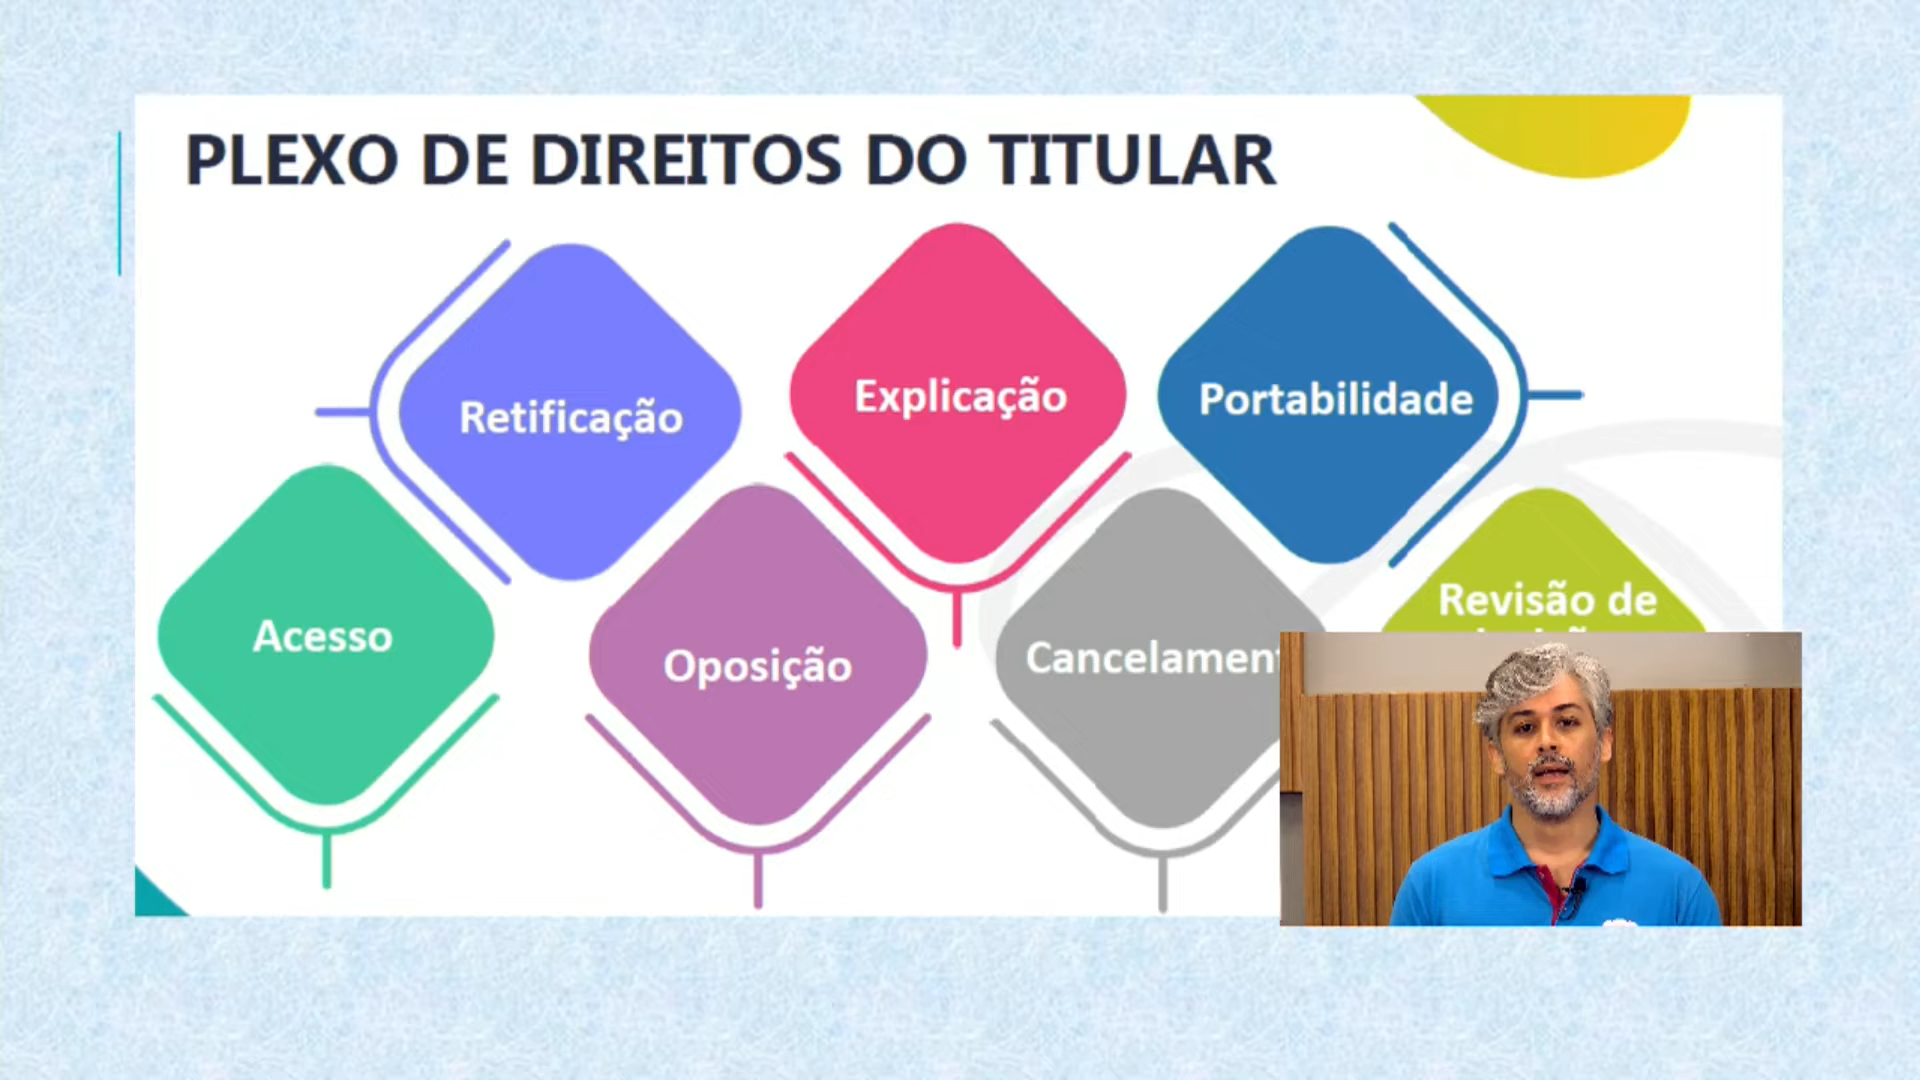 PLEXO DE DIREITOS DO TITULAR
Retificação
Explicação
Portabilidade
Acesso
Oposição
Revisão de